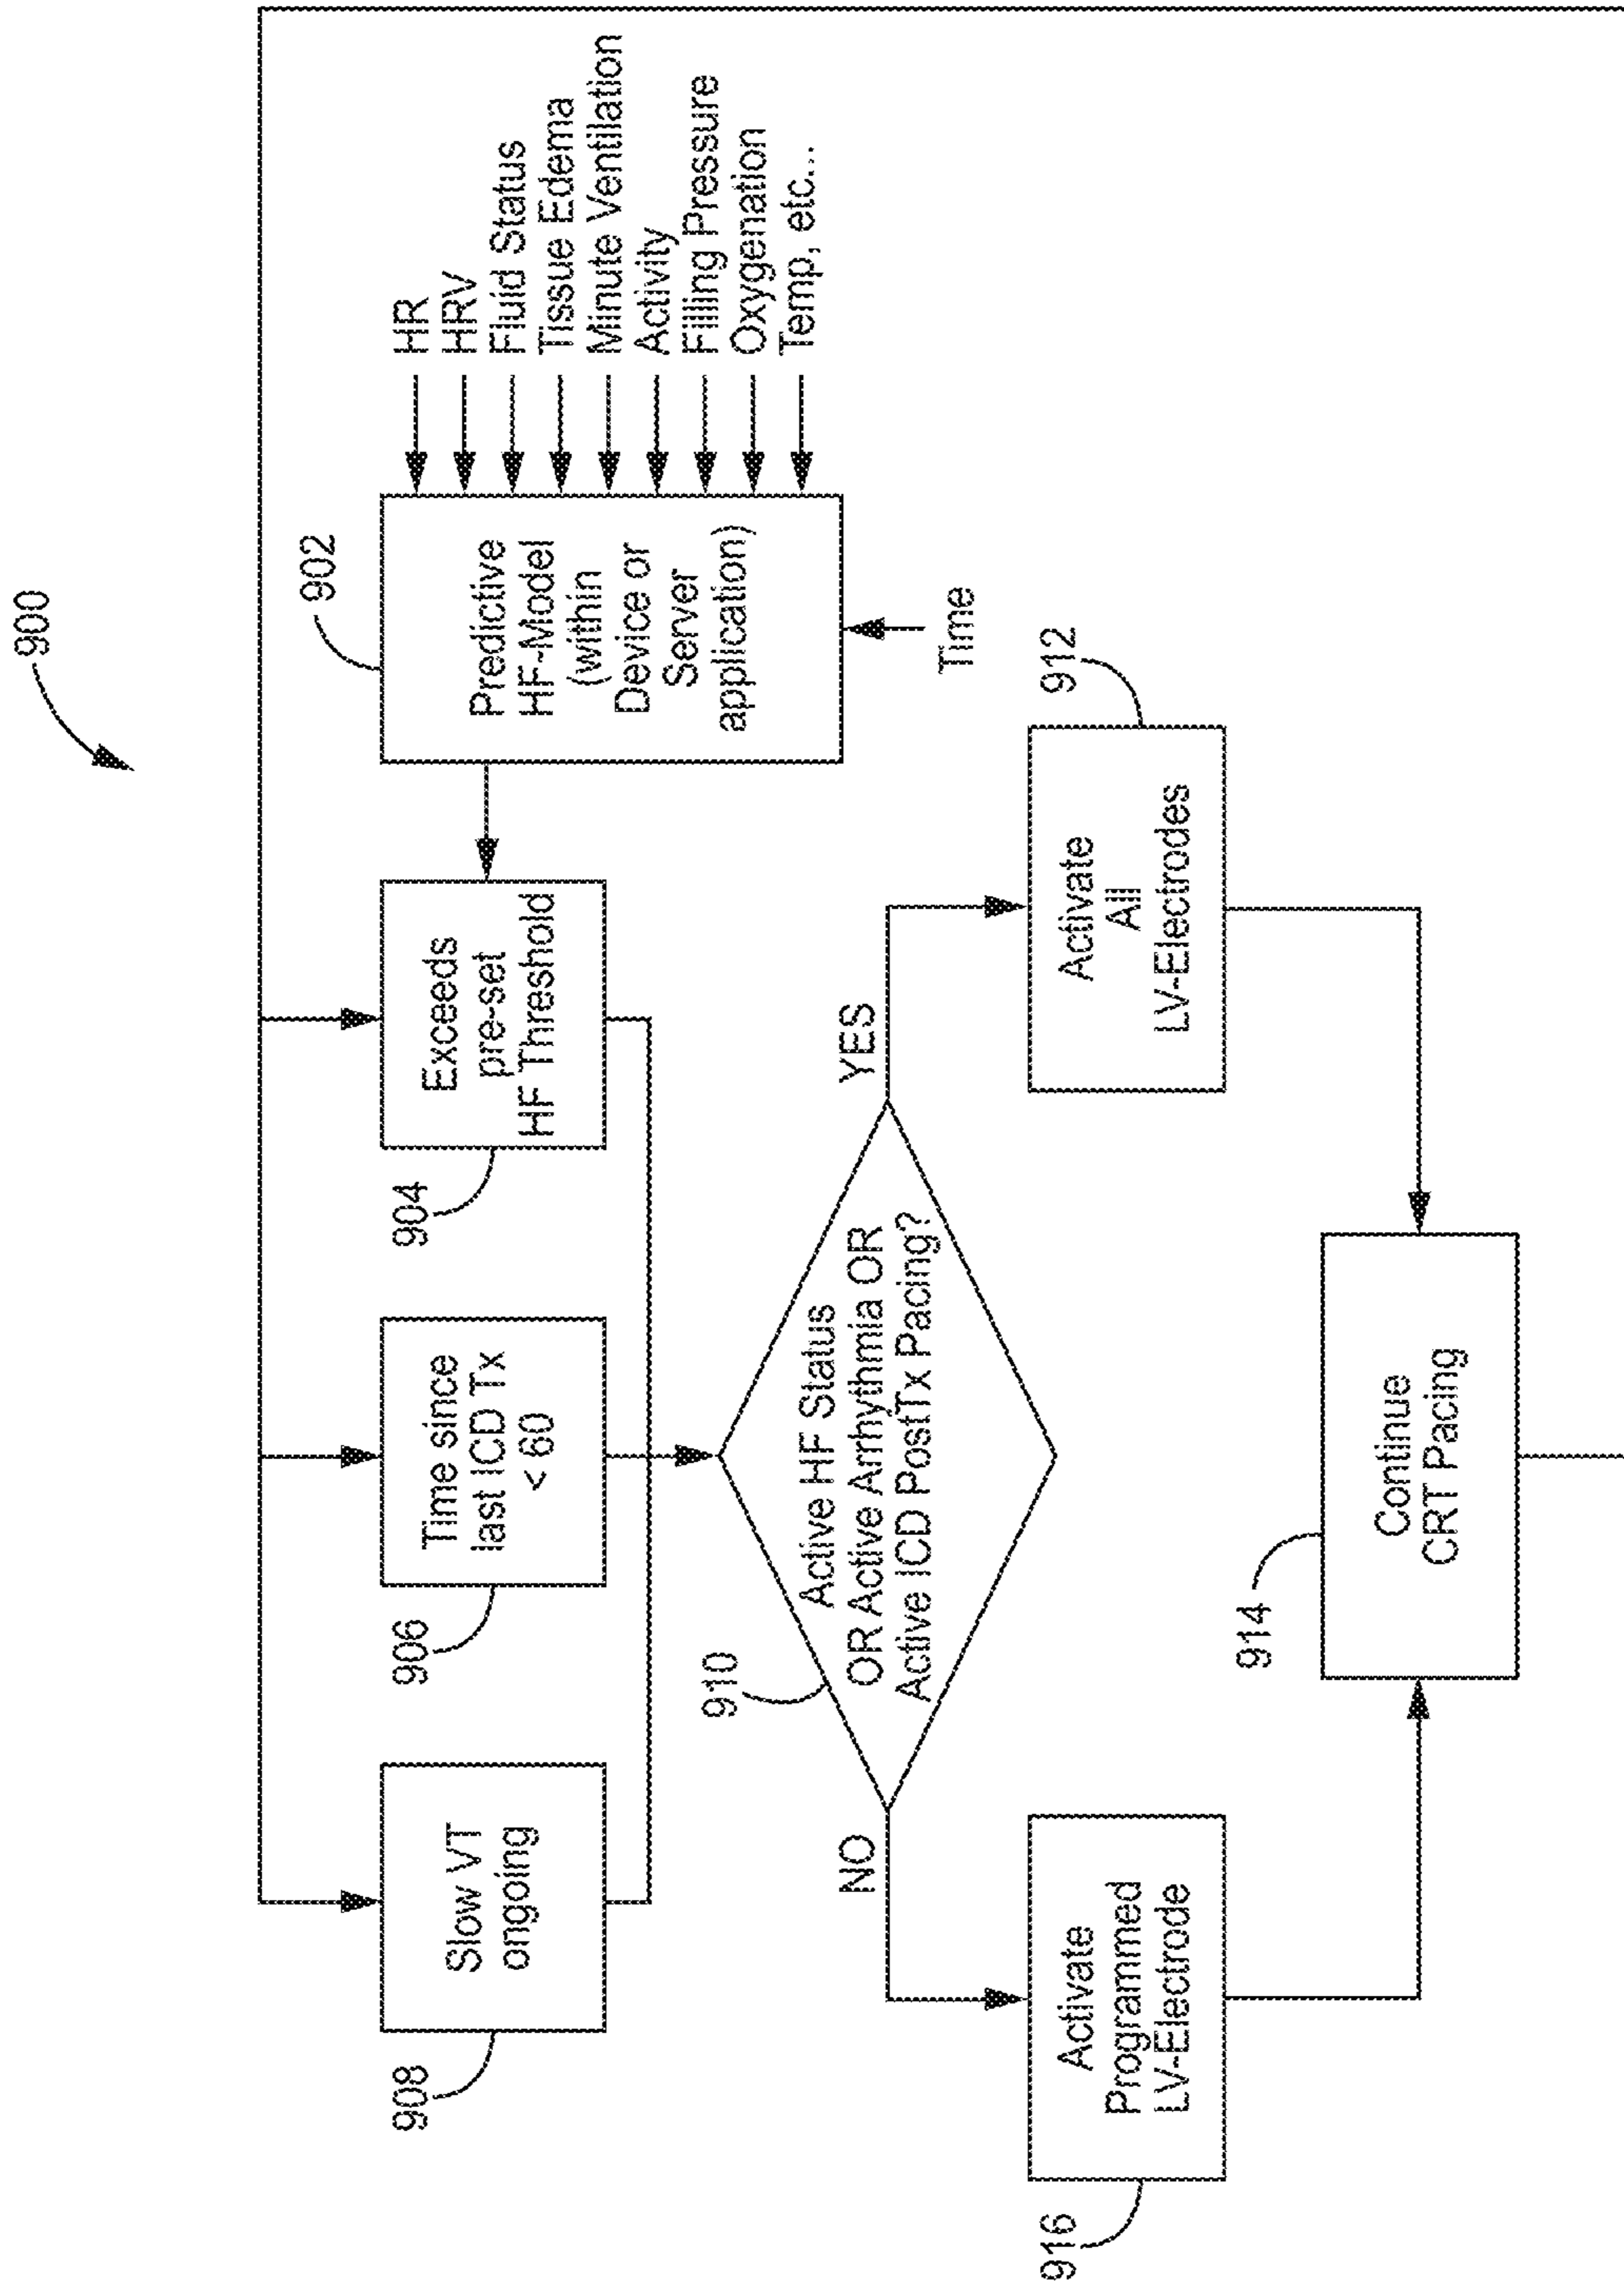 900
902
Predictive
HF-Model
(within
Device or
Server
application)
HR
HRV
Fluid Status
Tissue Edema
Minute Ventilation
Activity
Filling Pressure
Oxygenation
Temp, etc...
Time
908
Slow VT
ongoing
906
Time since
last ICD Tx
< 60
904
Exceeds
pre-set
HF Threshold
910
Active HF Status
OR Active Arrhythmia OR
Active ICD PostTx Pacing?
NO
YES
916
Activate
Programmed
LV-Electrode
912
Activate
All
LV-Electrodes
914
Continue
CRT Pacing